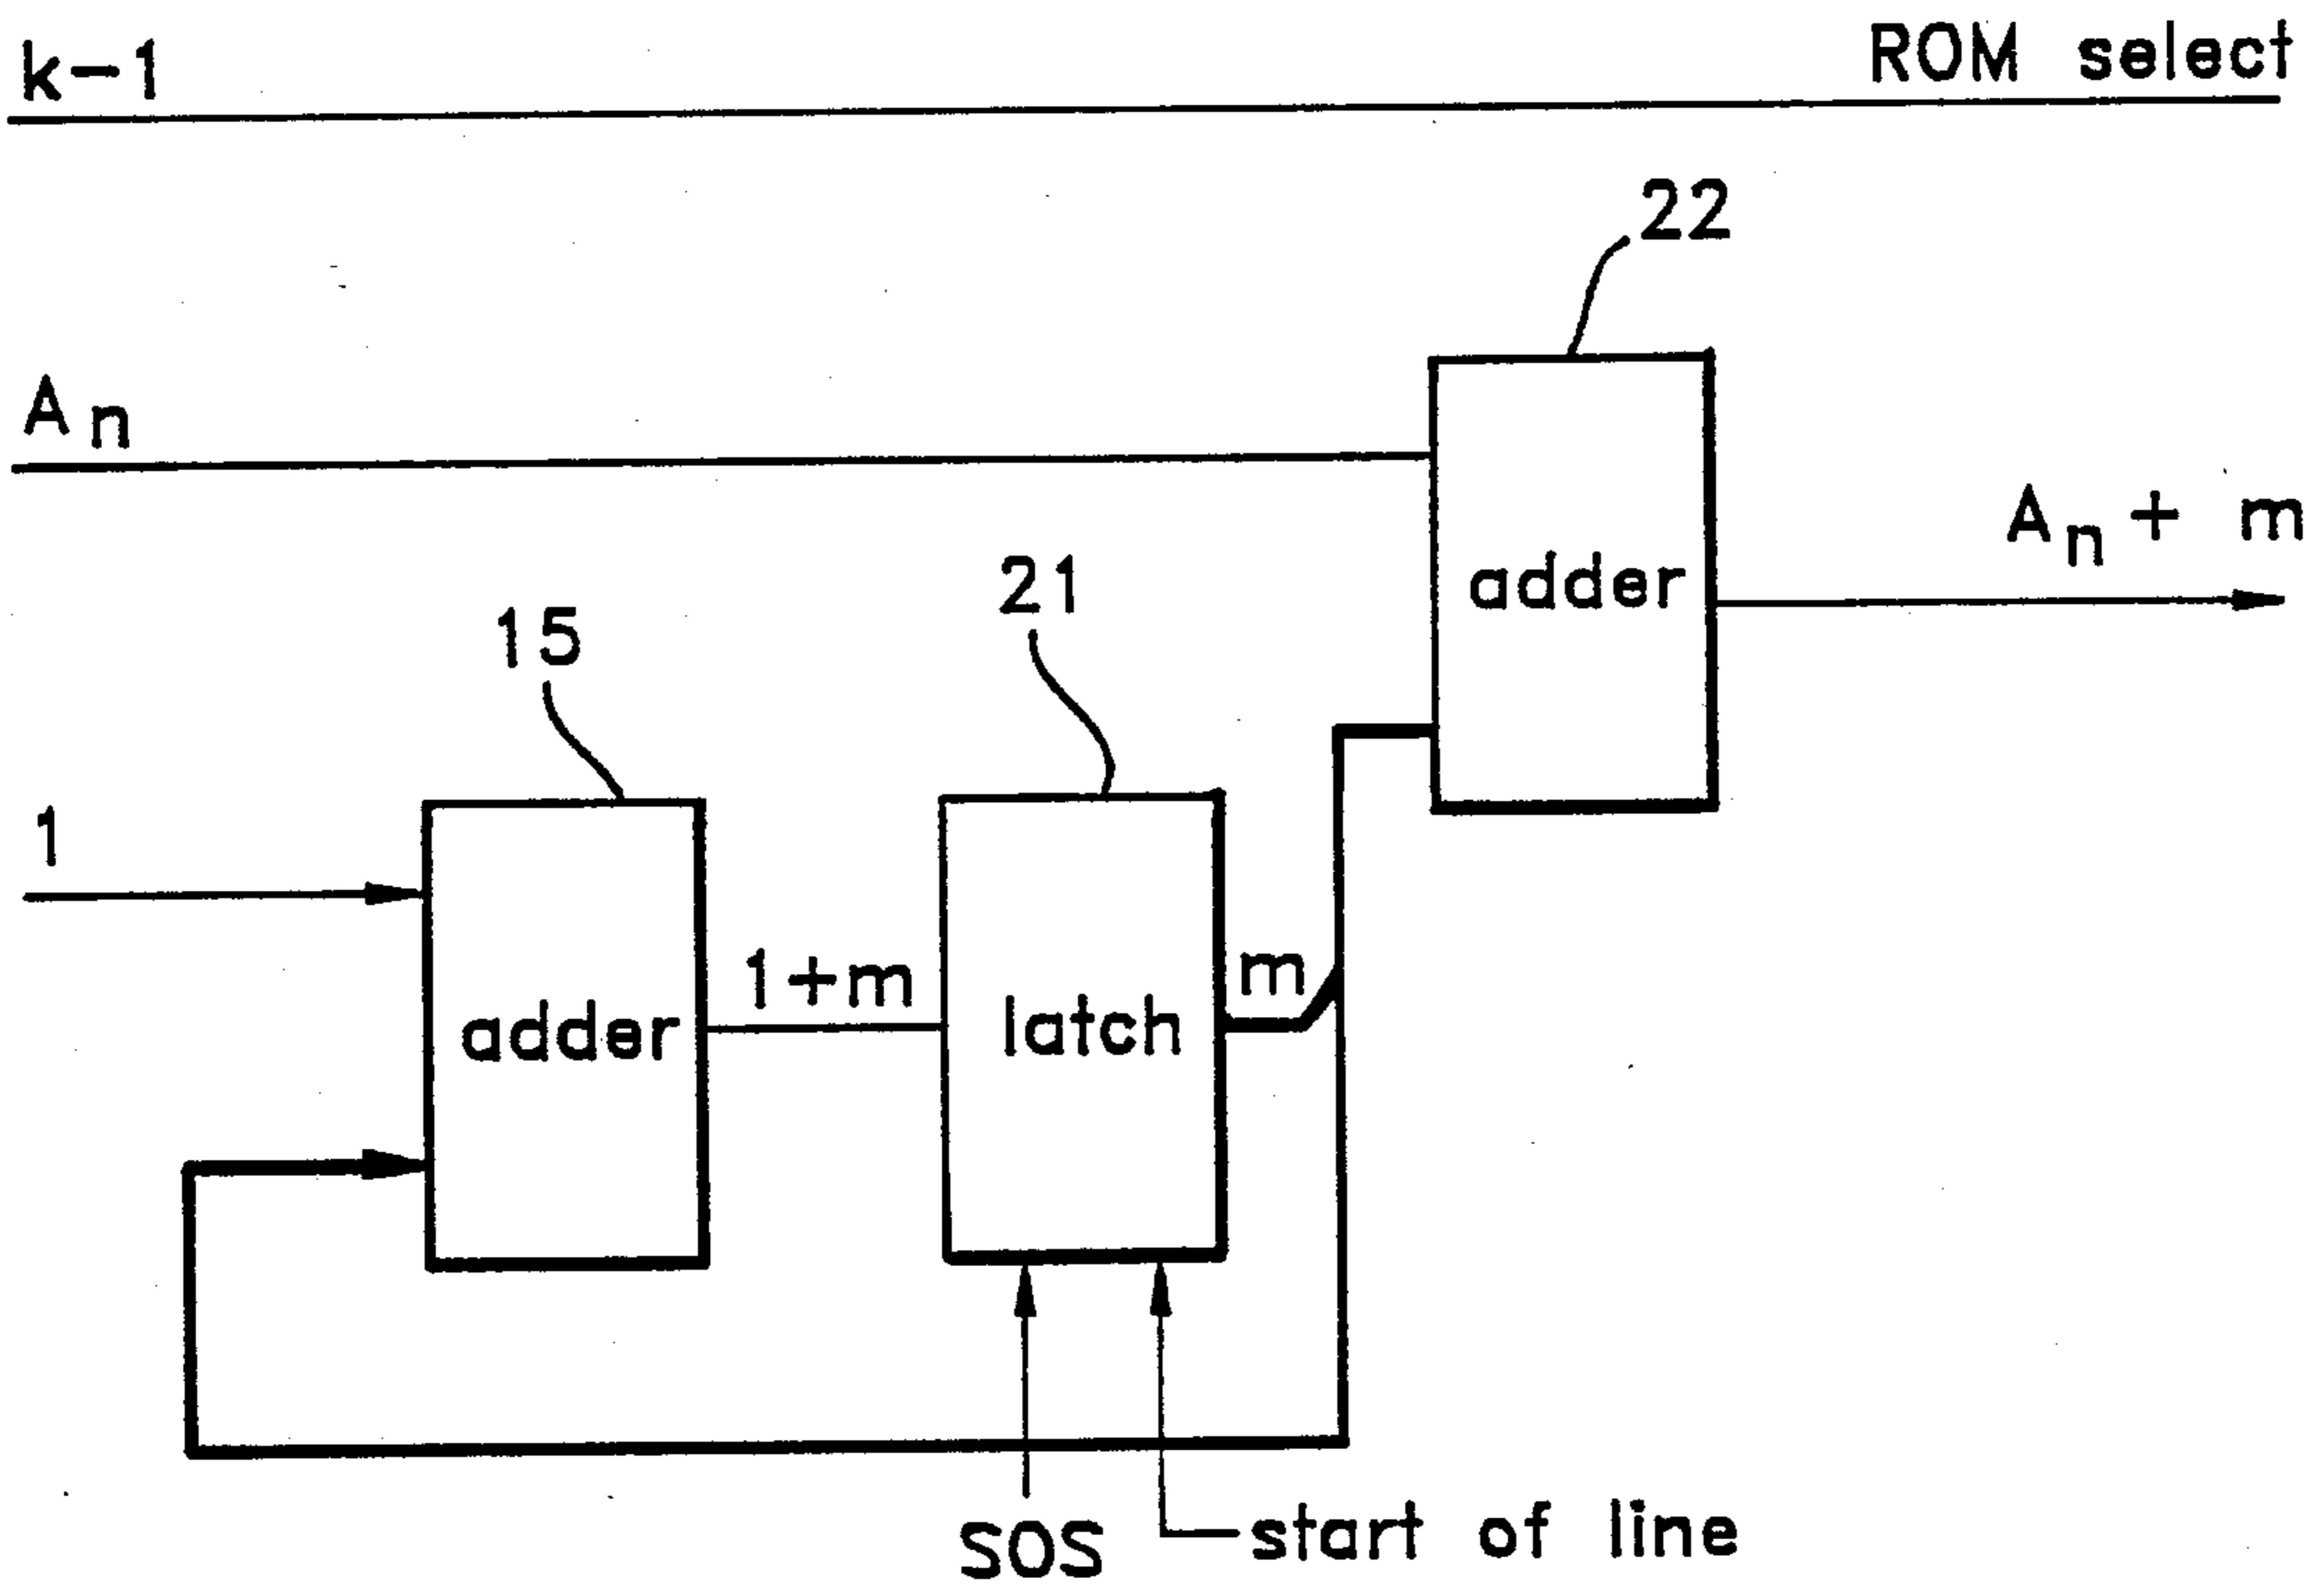 k-1
ROM select
22
An
An + m
21
adder
15
1
1+m
m
adder
latch
SOS
start of line